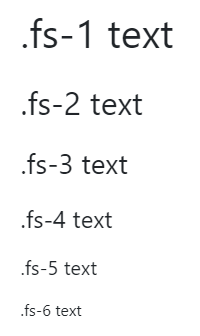 .fs-1 text
.fs-2 text
.fs-3 text
.fs-4 text
.fs-5 text
.fs-6 text